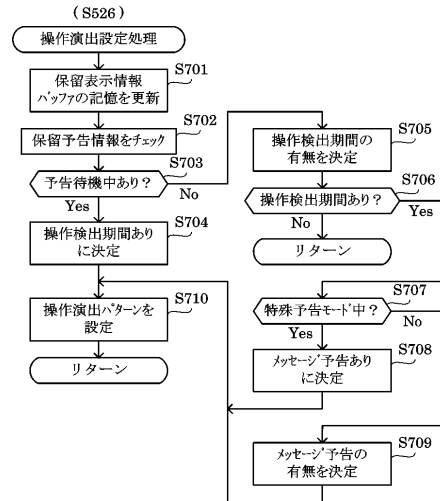 (S526)
操作演出設定処理
S701
保留表示情報
バッファの記憶を更新
S702
保留予告情報をチェック
S703
予告待機中あり?
No
Yes
S704
操作検出期間あり
に決定
S710
操作演出パターンを
設定
リターン
S705
操作検出期間の
有無を決定
S706
操作検出期間あり?
Yes
No
リターン
S707
特殊予告モード中?
No
Yes
S708
メッセージ予告あり
に決定
S709
メッセージ予告の
有無を決定